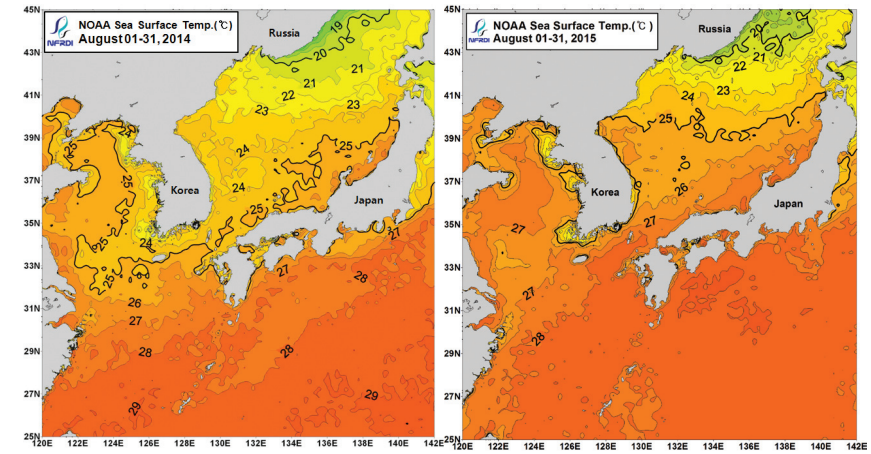 NOAA Sea Surface Temp.(℃)
August 01-31, 2014
NFRDI
Russia
Korea
Japan
19
20
21
21
22
23
23
24
24
24
25
25
25
25
25
25
26
27
27
27
28
28
28
29
29
45N
43N
41N
39N
37N
35N
33N
31N
29N
27N
25N
120E 122E 124E 126E 128E 130E 132E 134E 136E 138E 140E 142E
NOAA Sea Surface Temp.(℃)
August 01-31, 2015
NFRDI
Russia
Korea
Japan
20
21
22
23
24
25
26
27
27
27
28
45N
43N
41N
39N
37N
35N
33N
31N
29N
27N
25N
120E 122E 124E 126E 128E 130E 132E 134E 136E 138E 140E 142E